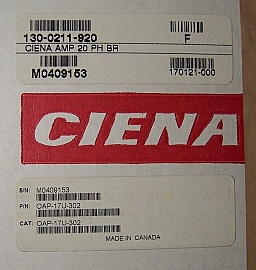 130-0211-920 F
CIENA AMP 20 PH BR
M0409153 170121-000
CIENA
S/N: M0409153
P/N: OAP-17U-302
CAT: OAP-17U-302
MADE IN CANADA